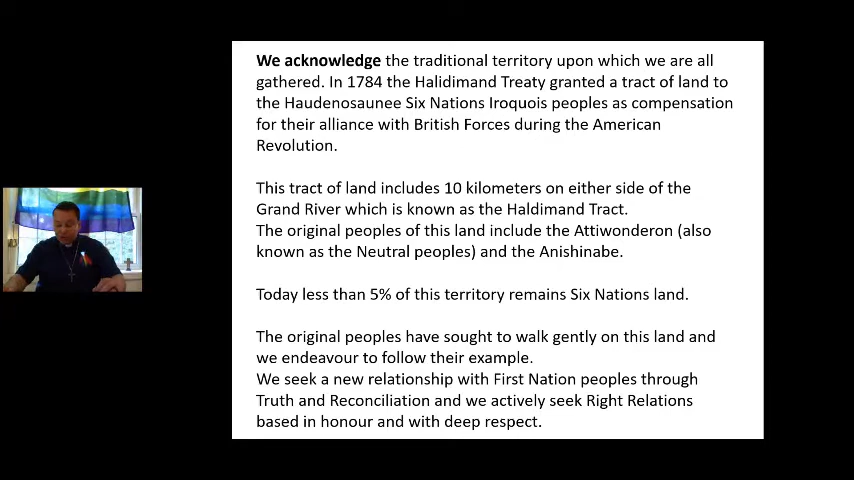 We acknowledge the traditional territory upon which we are all
gathered. In 1784 the Halidimand Treaty granted a tract of land to
the Haudenosaunee Six Nations Iroquois peoples as compensation
for their alliance with British Forces during the American
Revolution.
This tract of land includes 10 kilometers on either side of the
Grand River which is known as the Haldimand Tract.
The original peoples of this land include the Attiwonderon (also
known as the Neutral peoples) and the Anishinabe.
Today less than 5% of this territory remains Six Nations land.
The original peoples have sought to walk gently on this land and
we endeavour to follow their example.
We seek a new relationship with First Nation peoples through
Truth and Reconciliation and we actively seek Right Relations
based in honour and with deep respect.